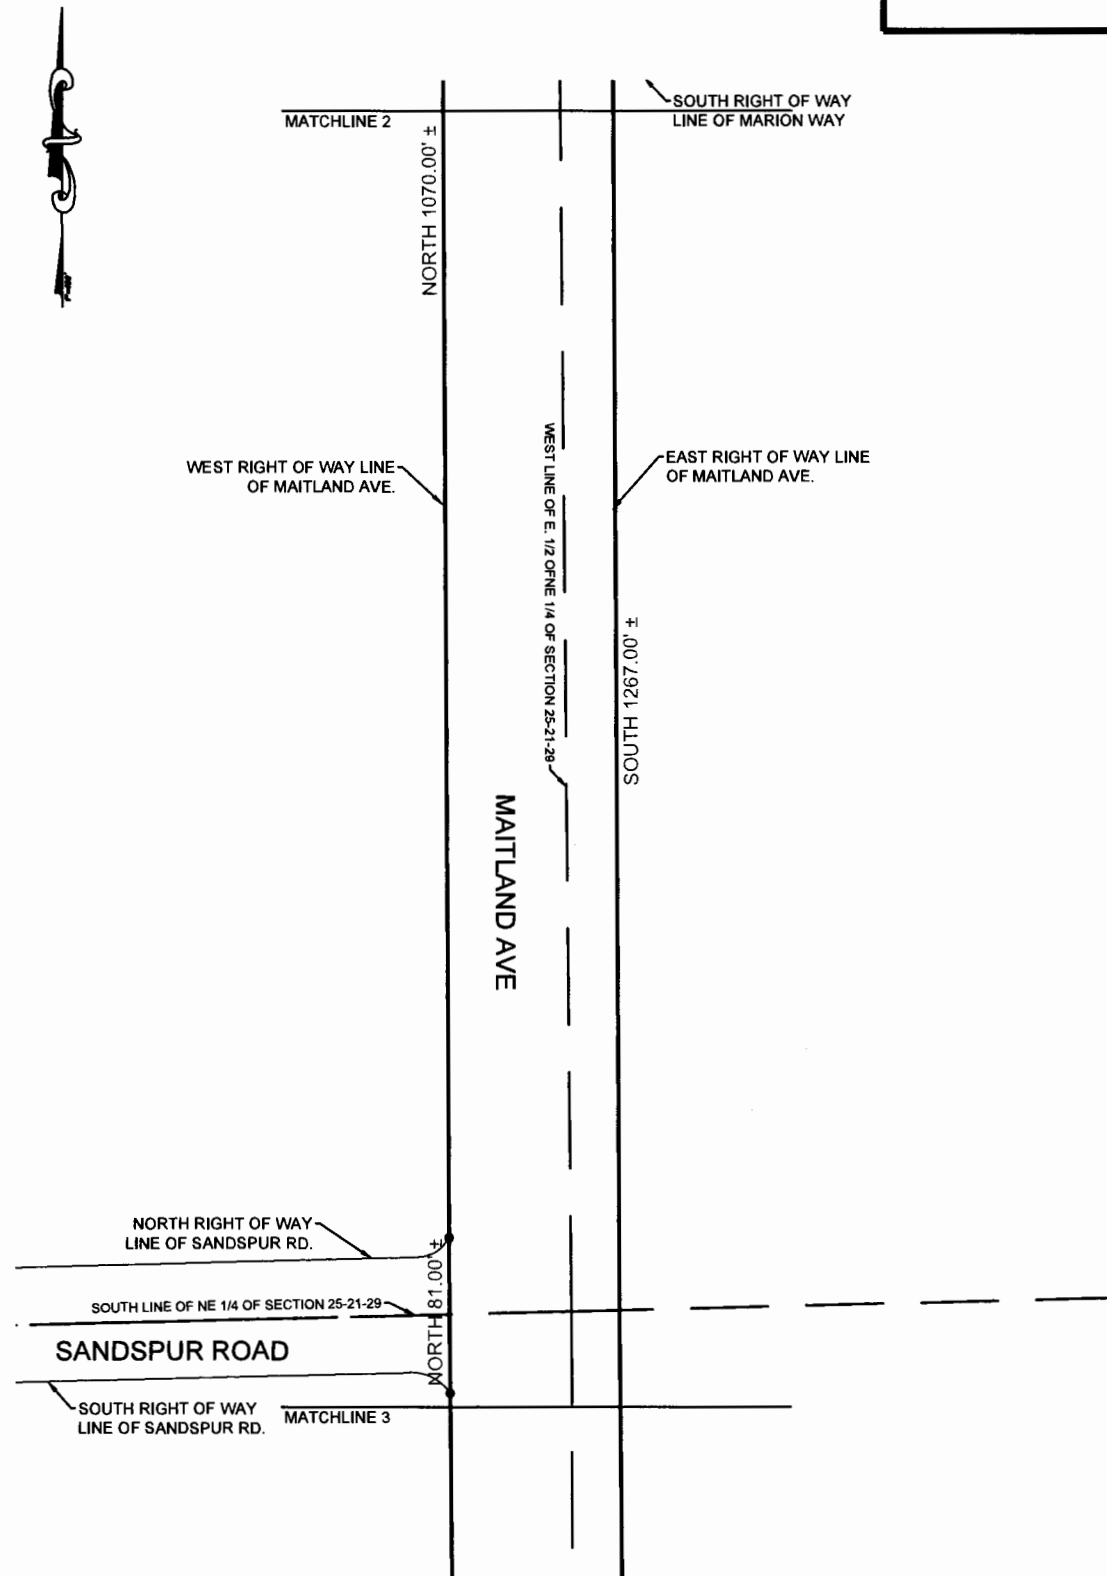 SOUTH RIGHT OF WAY
LINE OF MARION WAY
MATCHLINE 2
NORTH 1070.00' ±
WEST RIGHT OF WAY LINE
OF MAITLAND AVE.
WEST LINE OF E. 1/2 OFNE 1/4 OF SECTION 25-21-29
EAST RIGHT OF WAY LINE
OF MAITLAND AVE.
SOUTH 1267.00' ±
MAITLAND AVE
NORTH RIGHT OF WAY
LINE OF SANDSPUR RD.
NORTH 81.00' ±
SOUTH LINE OF NE 1/4 OF SECTION 25-21-29
SANDSPUR ROAD
SOUTH RIGHT OF WAY
LINE OF SANDSPUR RD.
MATCHLINE 3